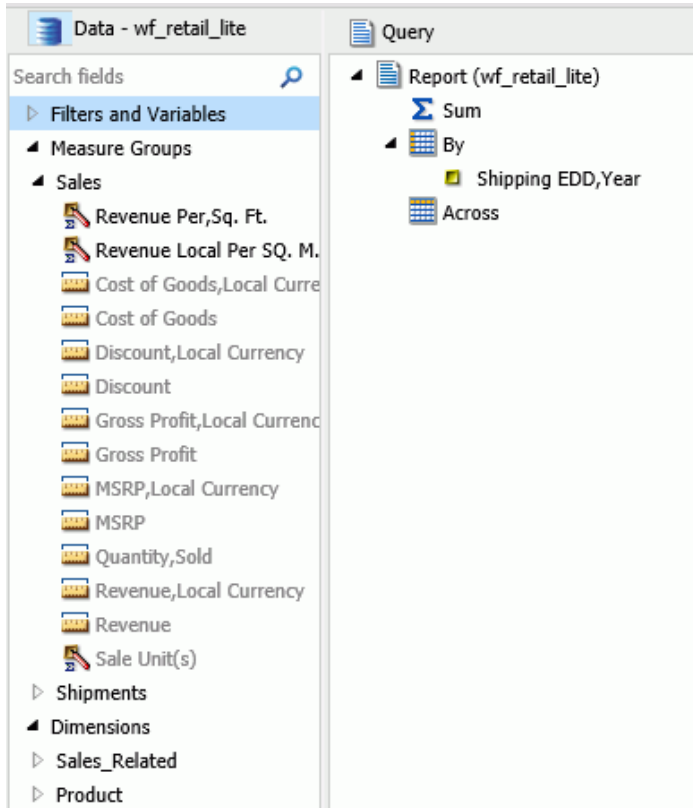 Data - wf_retail_lite
Search fields
Filters and Variables
Measure Groups
Sales
Revenue Per,Sq. Ft.
Revenue Local Per SQ. M.
Cost of Goods,Local Curre
Cost of Goods
Discount,Local Currency
Discount
Gross Profit,Local Currenc
Gross Profit
MSRP,Local Currency
MSRP
Quantity,Sold
Revenue,Local Currency
Revenue
Sale Unit(s)
Shipments
Dimensions
Sales_Related
Product
Query
Report (wf_retail_lite)
Sum
By
Shipping EDD,Year
Across